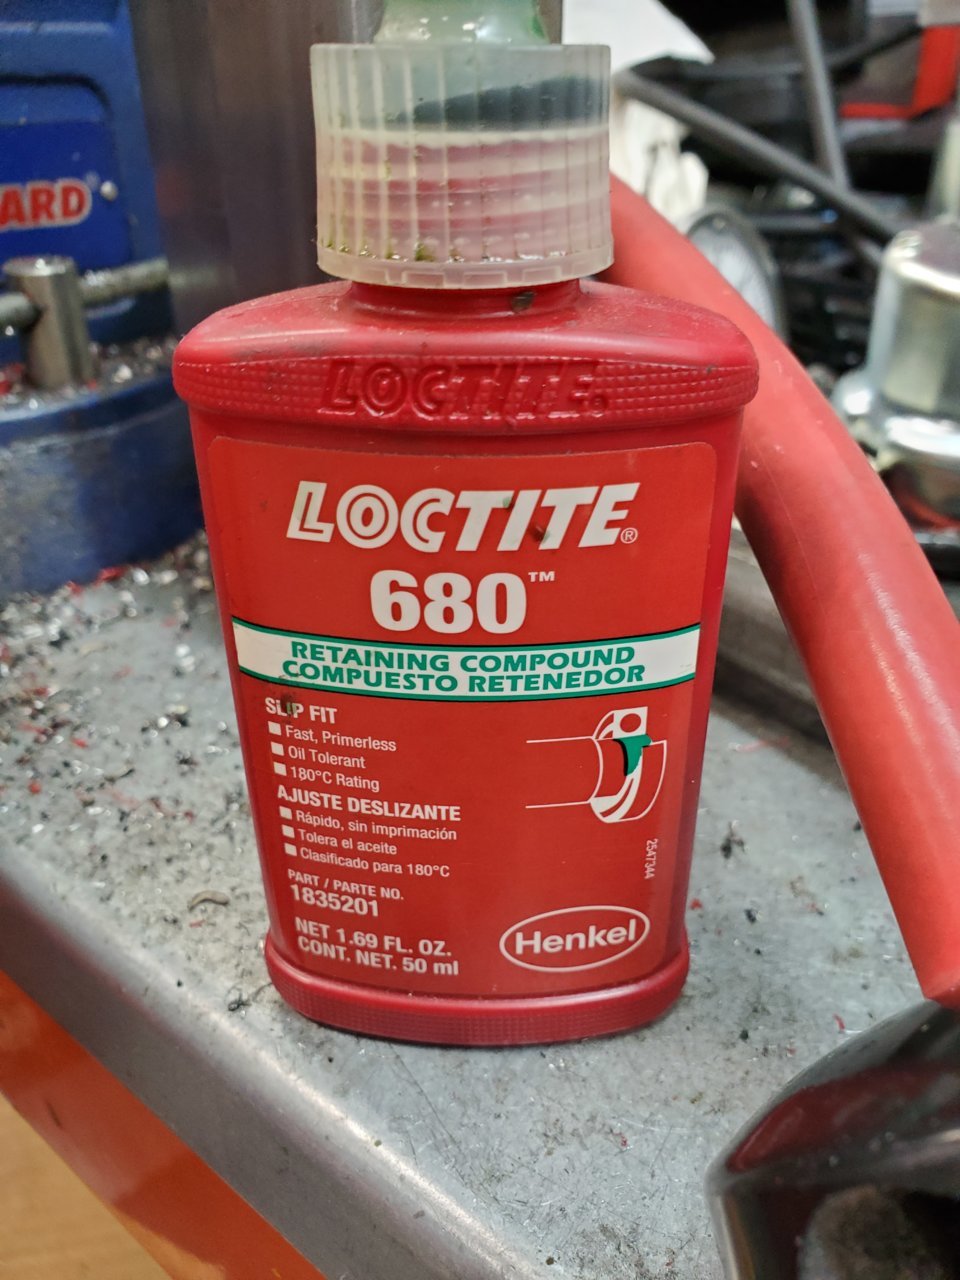 ARD®
LOCTITE®
LOCTITE®
680™
RETAINING COMPOUND
COMPUESTO RETENEDOR
SLIP FIT
Fast, Primerless
Oil Tolerant
180°C Rating
AJUSTE DESLIZANTE
Rápido, sin imprimación
Tolera el aceite
Clasificado para 180°C
PART / PARTE NO.
1835201
NET 1.69 FL. OZ.
CONT. NET. 50 ml
2547344
Henkel